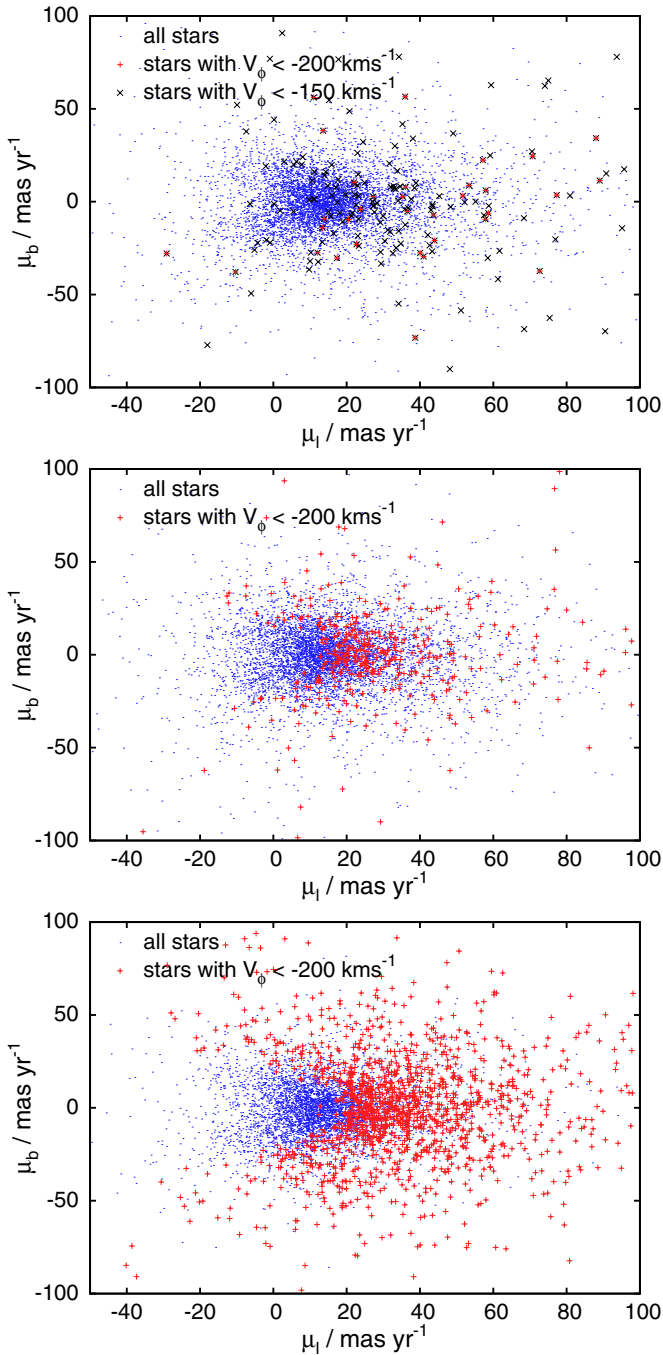 100
50
0
-50
-100
μb / mas yr-1
all stars
stars with Vϕ < -200 kms-1
stars with Vϕ < -150 kms-1
-40 -20 0 20 40 60 80 100
μl / mas yr-1
100
50
0
-50
-100
μb / mas yr-1
all stars
stars with Vϕ < -200 kms-1
-40 -20 0 20 40 60 80 100
μl / mas yr-1
100
50
0
-50
-100
μb / mas yr-1
all stars
stars with Vϕ < -200 kms-1
-40 -20 0 20 40 60 80 100
μl / mas yr-1